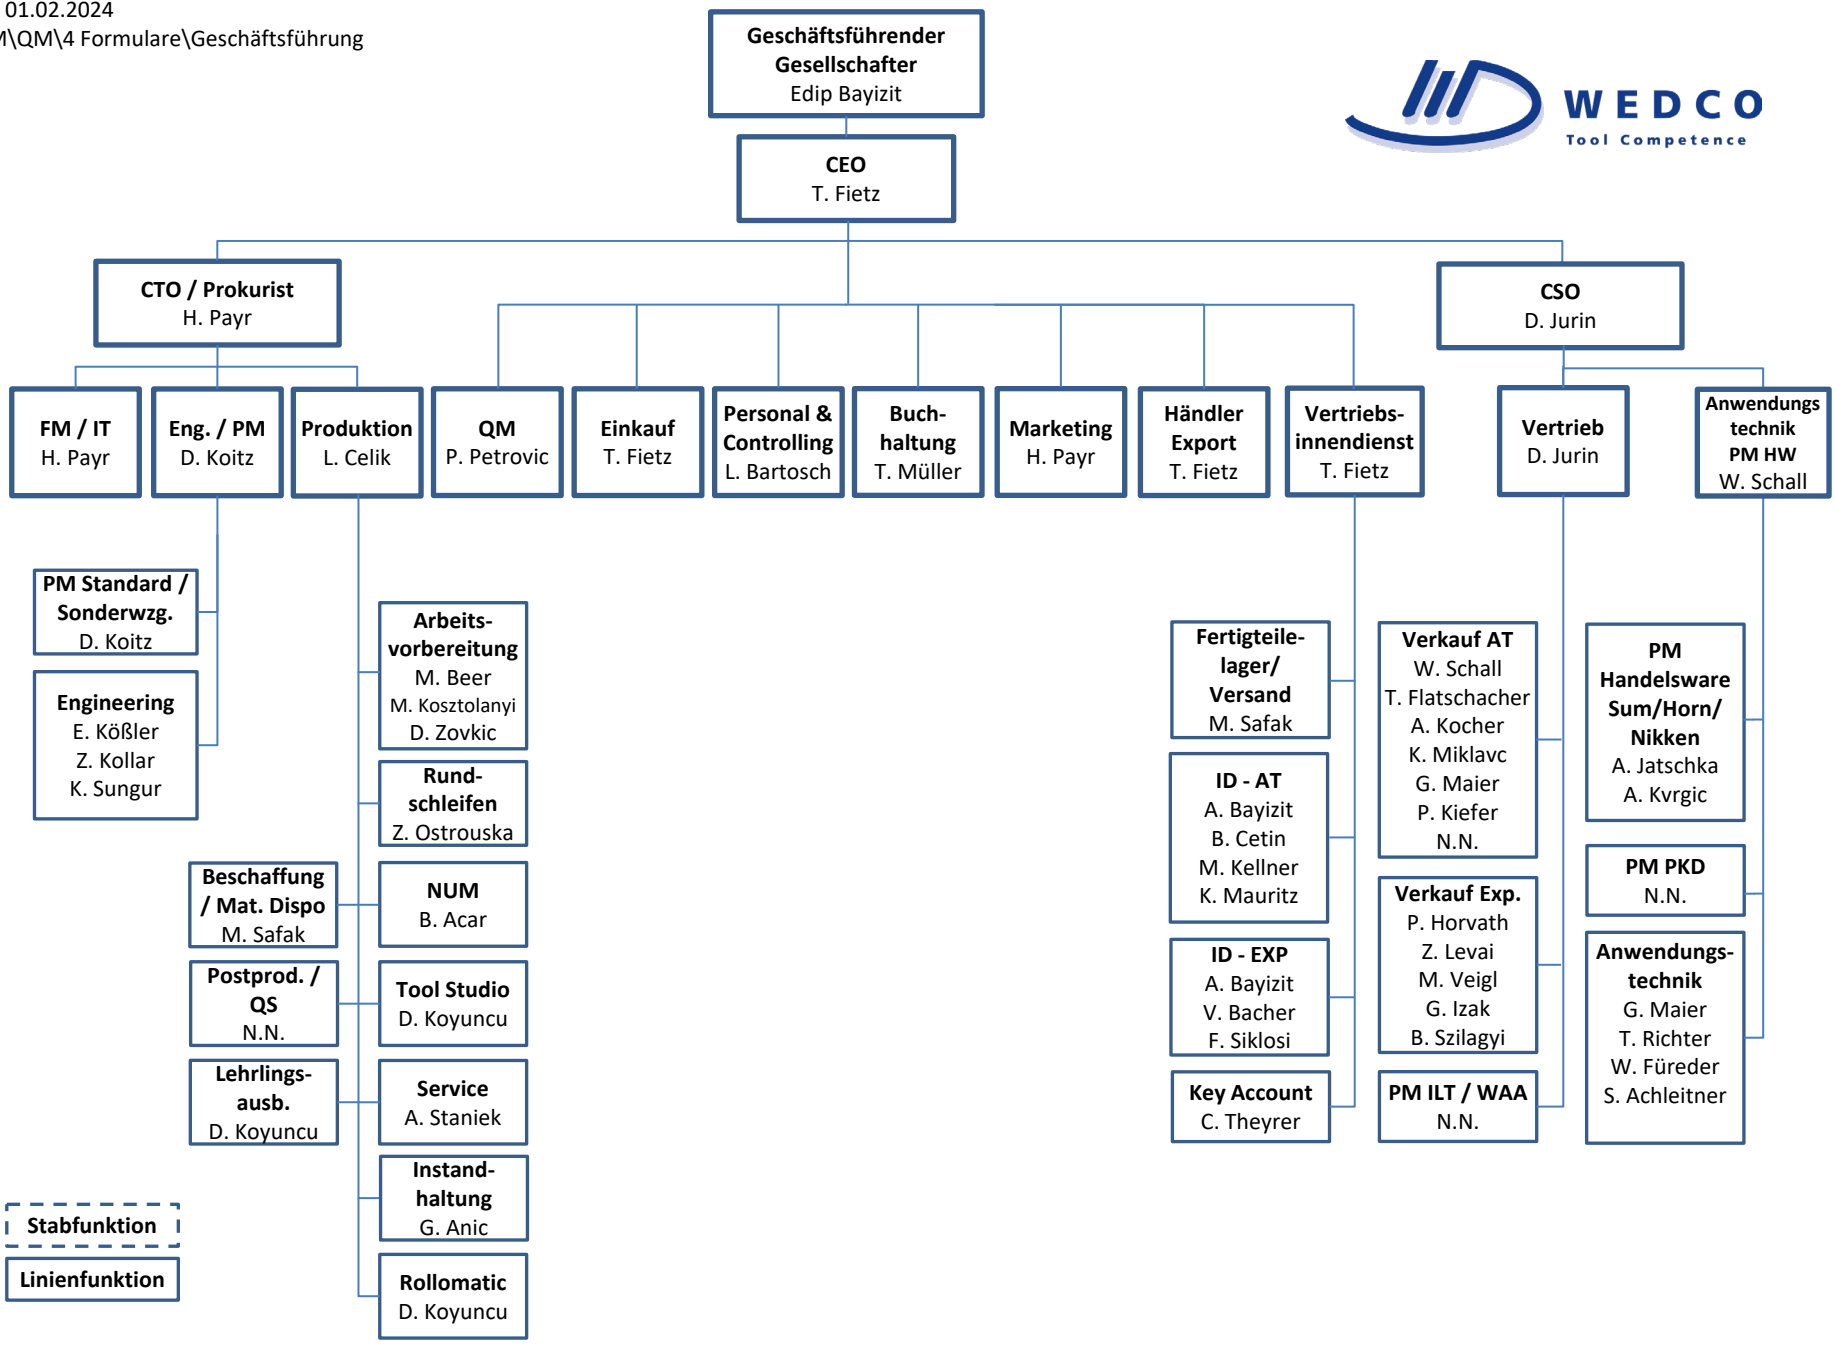 01.02.2024
M\QM\4 Formulare\Geschäftsführung
Geschäftsführender
Gesellschafter
Edip Bayizit
WEDCO
Tool Competence
CEO
T. Fietz
CTO / Prokurist
H. Payr
CSO
D. Jurin
FM / IT
H. Payr
Eng. / PM
D. Koitz
Produktion
L. Celik
QM
P. Petrovic
Einkauf
T. Fietz
Personal &
Controlling
L. Bartosch
Buch-
haltung
T. Müller
Marketing
H. Payr
Händler
Export
T. Fietz
Vertriebs-
innendienst
T. Fietz
Vertrieb
D. Jurin
Anwendungs
technik
PM HW
W. Schall
PM Standard /
Sonderwzg.
D. Koitz
Engineering
E. Kößler
Z. Kollar
K. Sungur
Arbeits-
vorbereitung
M. Beer
M. Kosztolanyi
D. Zovkic
Rund-
schleifen
Z. Ostrouska
Beschaffung
/ Mat. Dispo
M. Safak
NUM
B. Acar
Postprod. /
QS
N.N.
Tool Studio
D. Koyuncu
Lehrlings-
ausb.
D. Koyuncu
Service
A. Staniek
Instand-
haltung
G. Anic
Rollomatic
D. Koyuncu
Fertigteile-
lager/
Versand
M. Safak
ID - AT
A. Bayizit
B. Cetin
M. Kellner
K. Mauritz
ID - EXP
A. Bayizit
V. Bacher
F. Siklosi
Key Account
C. Theyrer
Verkauf AT
W. Schall
T. Flatschacher
A. Kocher
K. Miklavc
G. Maier
P. Kiefer
N.N.
Verkauf Exp.
P. Horvath
Z. Levai
M. Veigl
G. Izak
B. Szilagyi
PM ILT / WAA
N.N.
PM
Handelsware
Sum/Horn/
Nikken
A. Jatschka
A. Kvrgic
PM PKD
N.N.
Anwendungs-
technik
G. Maier
T. Richter
W. Füreder
S. Achleitner
Stabfunktion
Linienfunktion